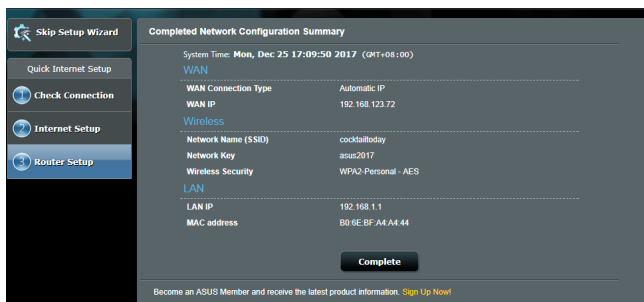 Skip Setup Wizard
Quick Internet Setup
1 Check Connection
2 Internet Setup
3 Router Setup
Completed Network Configuration Summary
System Time: Mon, Dec 25 17:09:50 2017 (GMT+08:00)
WAN
WAN Connection Type Automatic IP
WAN IP 192.168.123.72
Wireless
Network Name (SSID) cocktailtoday
Network Key asus2017
Wireless Security WPA2-Personal - AES
LAN
LAN IP 192.168.1.1
MAC address B0:6E:BF:A4:A4:44
Complete
Become an ASUS Member and receive the latest product information. Sign Up Now!